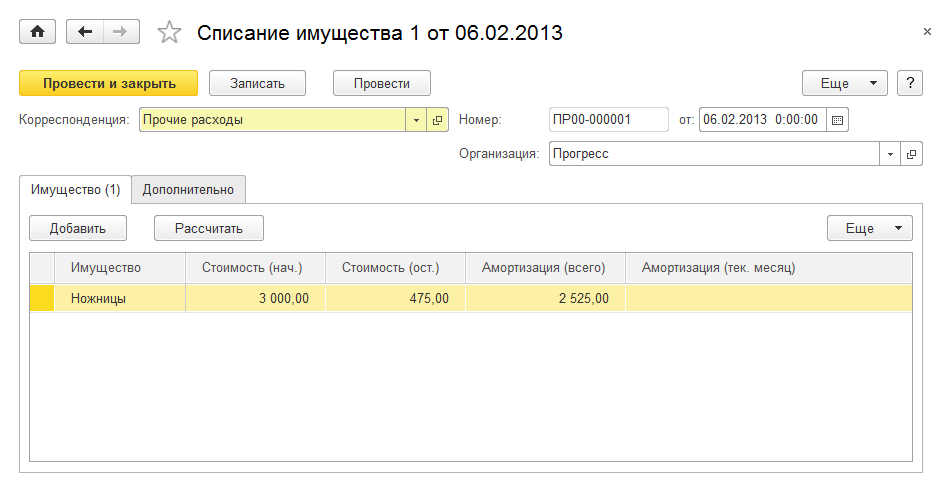 Списание имущества 1 от 06.02.2013
×
Провести и закрыть Записать Провести Еще ?
Корреспонденция: Прочие расходы Номер: ПР00-000001 от: 06.02.2013 0:00:00
Организация: Прогресс
Имущество (1) Дополнительно
Добавить Рассчитать Еще
Имущество Стоимость (нач.) Стоимость (ост.) Амортизация (всего) Амортизация (тек. месяц)
Ножницы 3 000,00 475,00 2 525,00